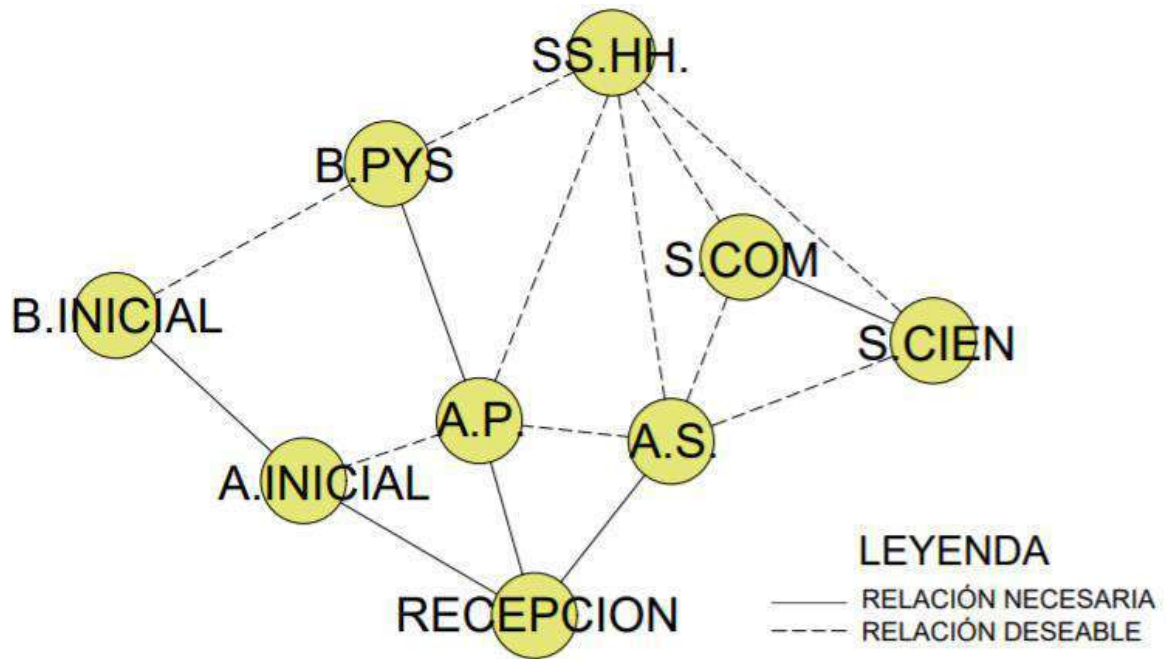 SS.HH.
B.PYS
S.COM
B.INICIAL
S.CIEN
A.P.
A.S.
A.INICIAL
RECEPCION
LEYENDA
RELACIÓN NECESARIA
RELACIÓN DESEABLE